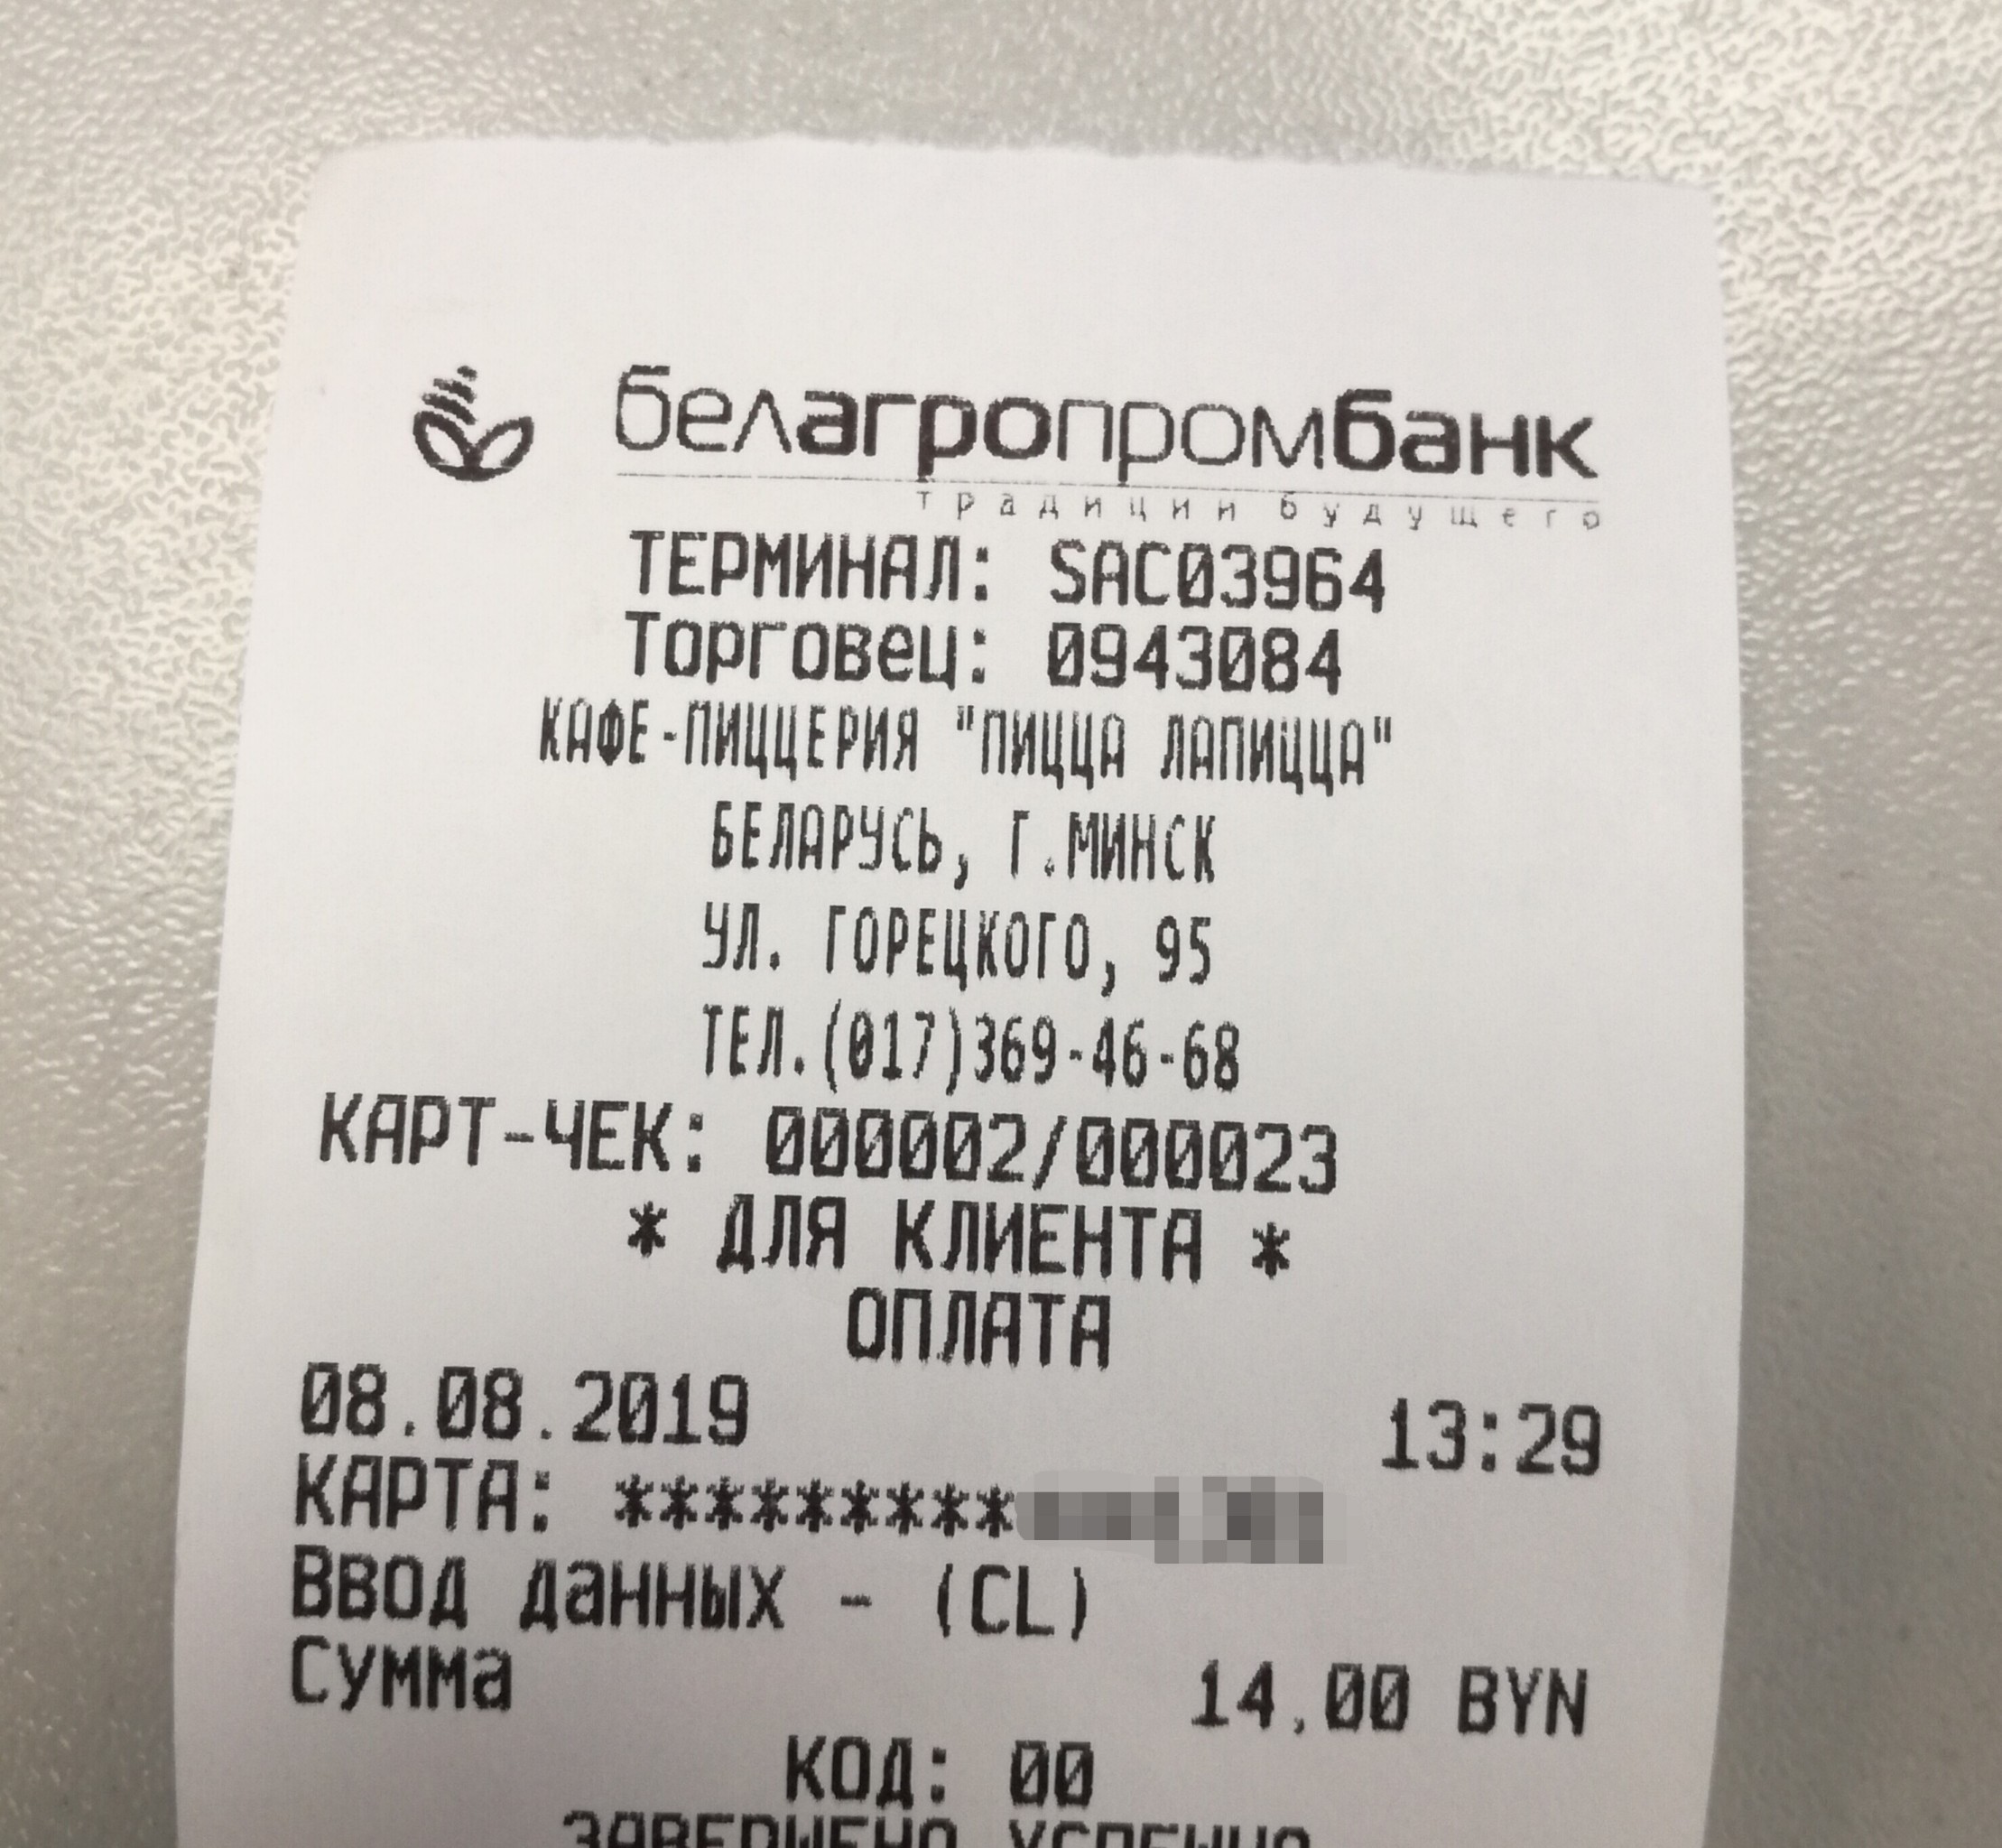 белагропромбанк
традиции будущего
ТЕРМИНАЛ: SAC03964
Торговец: 0943084
КАФЕ-ПИЦЦЕРИЯ "ПИЦЦА ЛАПИЦЦА"
БЕЛАРУСЬ, Г.МИНСК
УЛ. ГОРЕЦКОГО, 95
ТЕЛ.(017)369-46-68
КАРТ-ЧЕК: 000002/000023
* ДЛЯ КЛИЕНТА *
ОПЛАТА
08.08.2019 13:29
КАРТА: *********
Ввод данных - (CL)
Сумма 14.00 BYN
КОД: 00
ЗАВЕРШЕНО УСПЕШНО